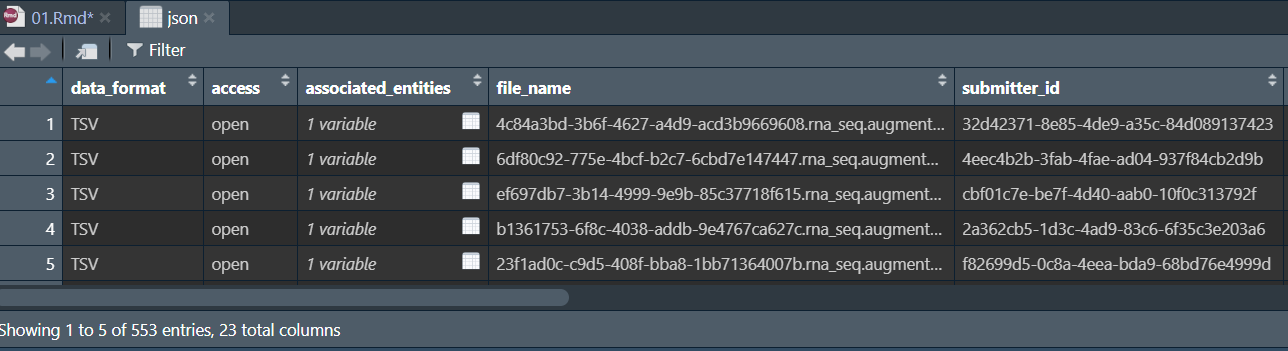 Rmd 01.Rmd* json
Filter
data_format access associated_entities file_name submitter_id
1 TSV open 1 variable 4c84a3bd-3b6f-4627-a4d9-acd3b9669608.rna_seq.augment... 32d42371-8e85-4de9-a35c-84d089137423
2 TSV open 1 variable 6df80c92-775e-4bcf-b2c7-6cbd7e147447.rna_seq.augment... 4eec4b2b-3fab-4fae-ad04-937f84cb2d9b
3 TSV open 1 variable ef697db7-3b14-4999-9e9b-85c37718f615.rna_seq.augment... cbf01c7e-be7f-4d40-aab0-10f0c313792f
4 TSV open 1 variable b1361753-6f8c-4038-addb-9e4767ca627c.rna_seq.augment... 2a362cb5-1d3c-4ad9-83c6-6f35c3e203a6
5 TSV open 1 variable 23f1ad0c-c9d5-408f-bba8-1bb71364007b.rna_seq.augment... f82699d5-0c8a-4eea-bda9-68bd76e4999d
Showing 1 to 5 of 553 entries, 23 total columns